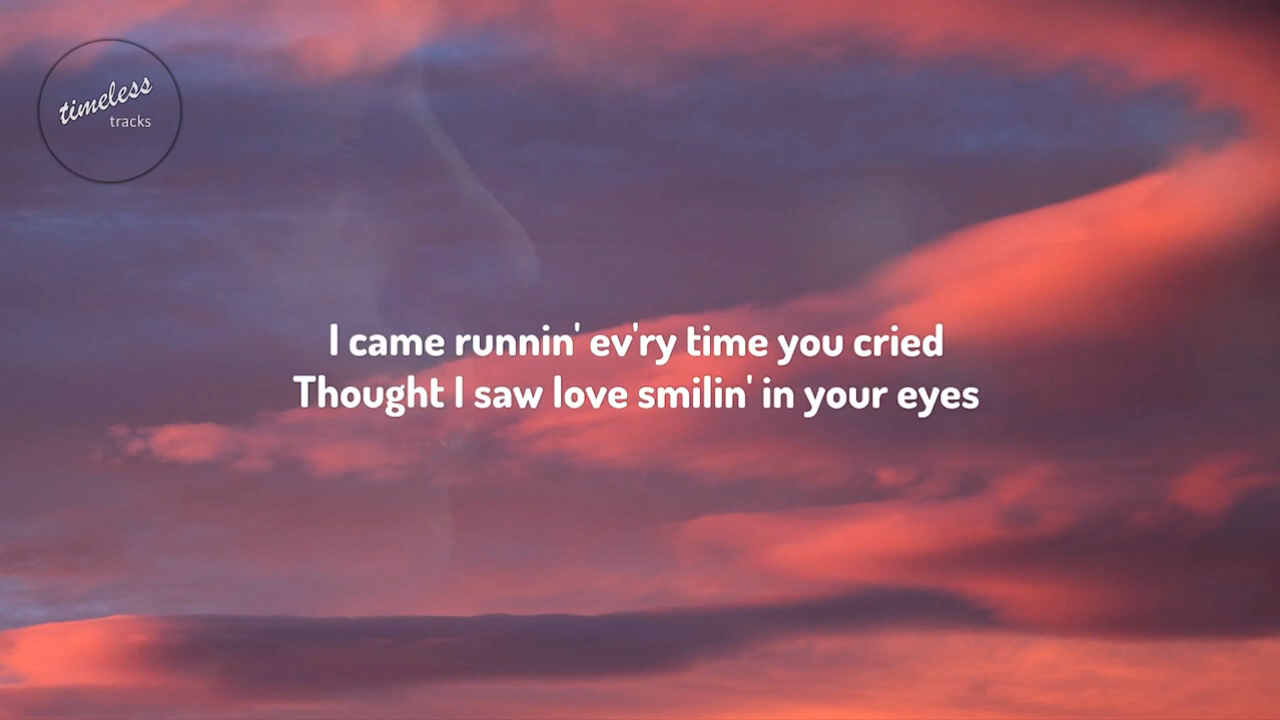 timeless
tracks
I came runnin' ev'ry time you cried
Thought I saw love smilin' in your eyes